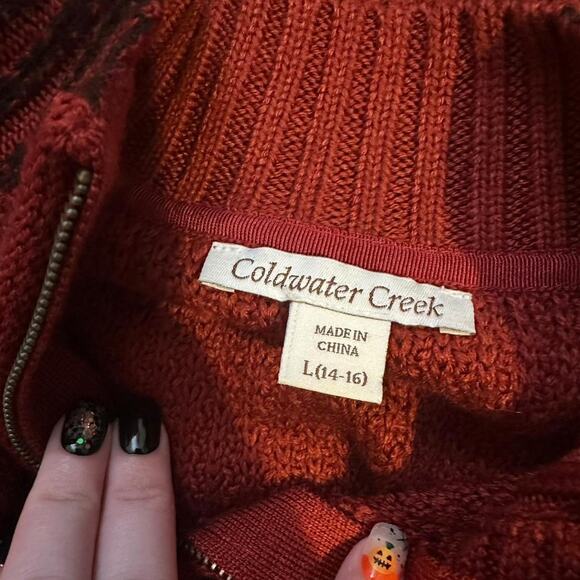 Coldwater Creek
MADE IN
CHINA
L(14-16)